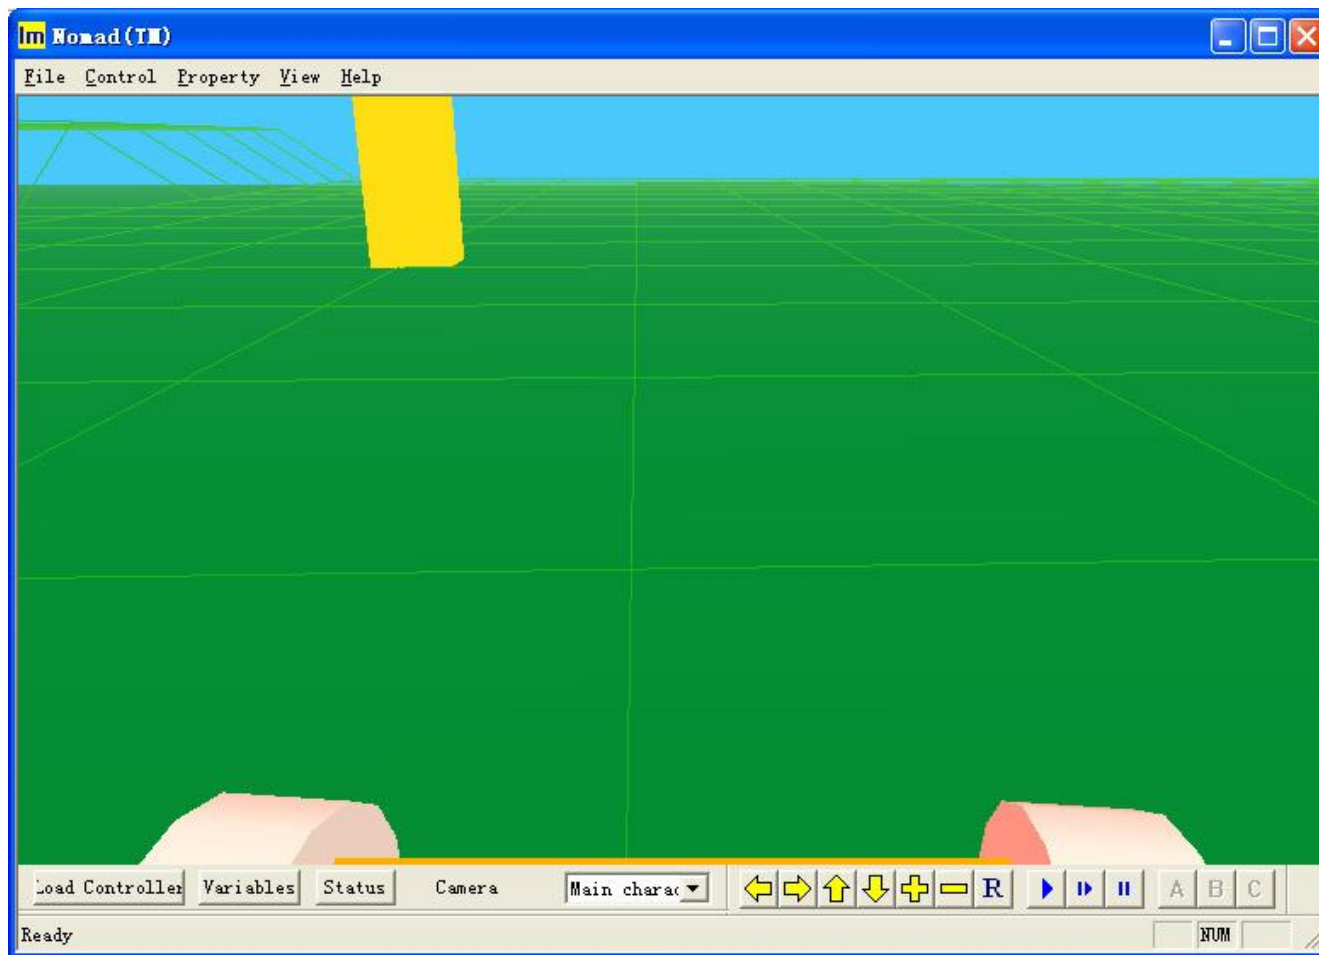 Im Nomad(TM)
File Control Property View Help
Load Controller Variables Status Camera Main charac R A B C
Ready NUM